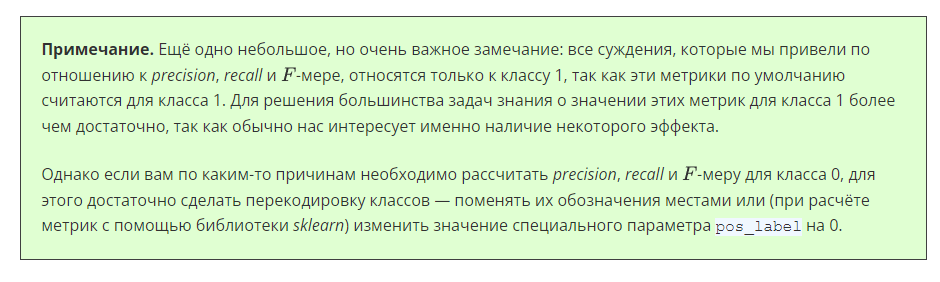 Примечание. Ещё одно небольшое, но очень важное замечание: все суждения, которые мы привели по
отношению к precision, recall и F-мере, относятся только к классу 1, так как эти метрики по умолчанию
считаются для класса 1. Для решения большинства задач знания о значении этих метрик для класса 1 более
чем достаточно, так как обычно нас интересует именно наличие некоторого эффекта.
Однако если вам по каким-то причинам необходимо рассчитать precision, recall и F-меру для класса 0, для
этого достаточно сделать перекодировку классов — поменять их обозначения местами или (при расчёте
метрик с помощью библиотеки sklearn) изменить значение специального параметра pos_label на 0.